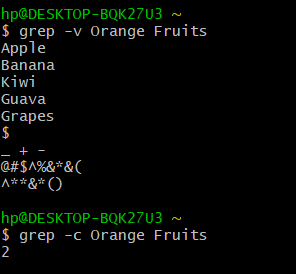 hp@DESKTOP-BQK27U3 ~
$ grep -v Orange Fruits
Apple
Banana
Kiwi
Guava
Grapes
$
_ + -
@#$^%&*&(
^**&*()
hp@DESKTOP-BQK27U3 ~
$ grep -c Orange Fruits
2